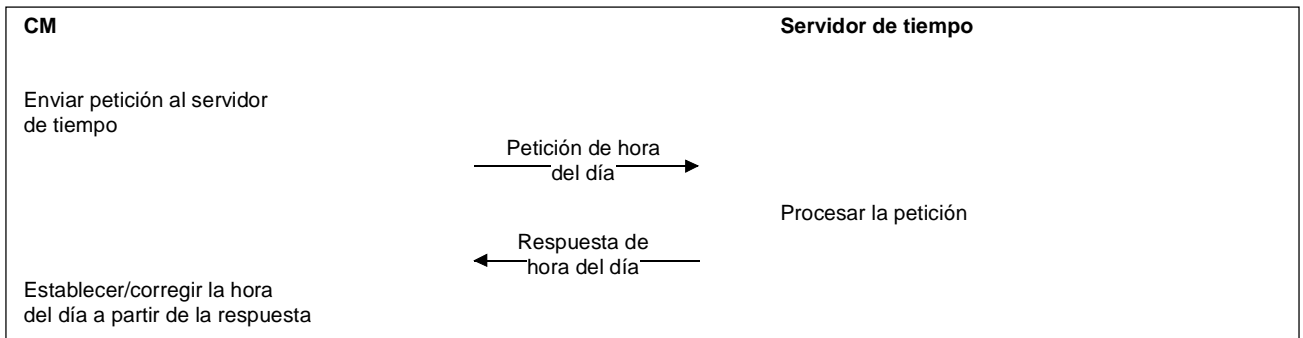 CM
Servidor de tiempo
Enviar petición al servidor
de tiempo
Petición de hora
del día
Procesar la petición
Respuesta de
hora del día
Establecer/corregir la hora
del día a partir de la respuesta